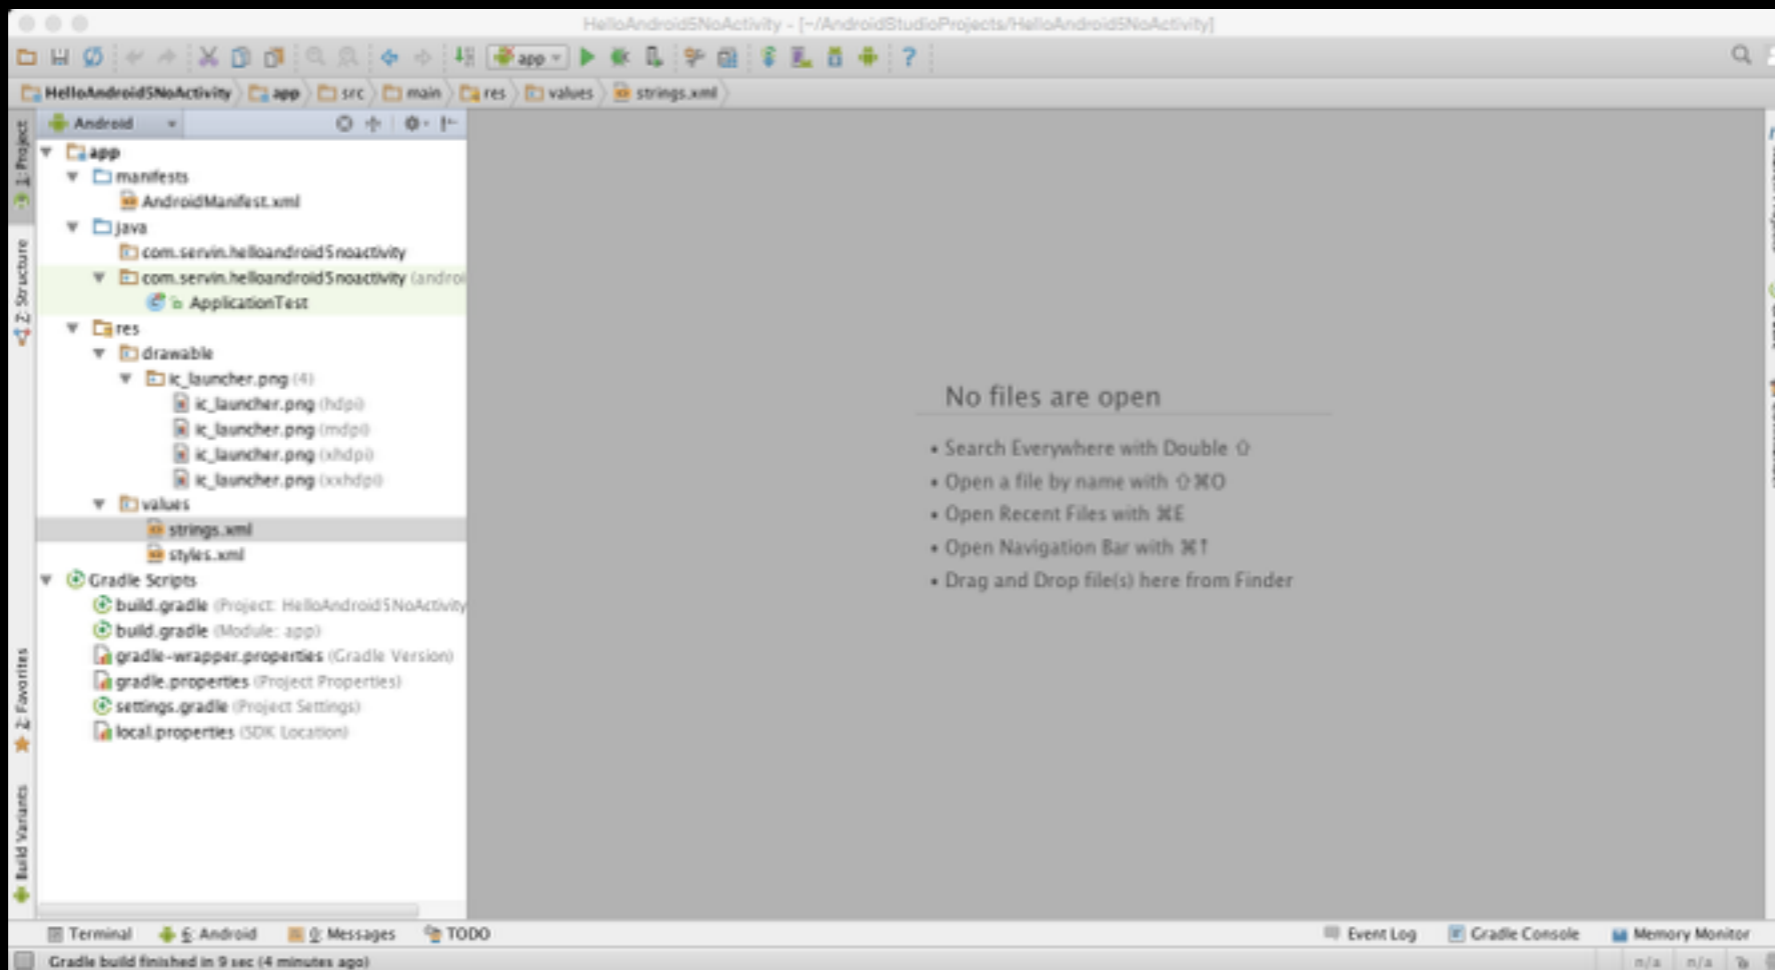 HelloAndroid5NoActivity - [~/AndroidStudioProjects/HelloAndroid5NoActivity]
app
HelloAndroid5NoActivity app src main res values strings.xml
Android
1: Project
Z: Structure
2: Favorites
Build Variants
app
manifests
AndroidManifest.xml
java
com.servin.helloandroid5noactivity
com.servin.helloandroid5noactivity (androi
ApplicationTest
res
drawable
ic_launcher.png (4)
ic_launcher.png (hdpi)
ic_launcher.png (mdpi)
ic_launcher.png (xhdpi)
ic_launcher.png (xxhdpi)
values
strings.xml
styles.xml
Gradle Scripts
build.gradle (Project: HelloAndroid5NoActivity
build.gradle (Module: app)
gradle-wrapper.properties (Gradle Version)
gradle.properties (Project Properties)
settings.gradle (Project Settings)
local.properties (SDK Location)
No files are open
• Search Everywhere with Double ⇧
• Open a file by name with ⇧⌘O
• Open Recent Files with ⌘E
• Open Navigation Bar with ⌘↑
• Drag and Drop file(s) here from Finder
Terminal 6: Android 0: Messages TODO Event Log Gradle Console Memory Monitor
Gradle build finished in 9 sec (4 minutes ago) n/a n/a